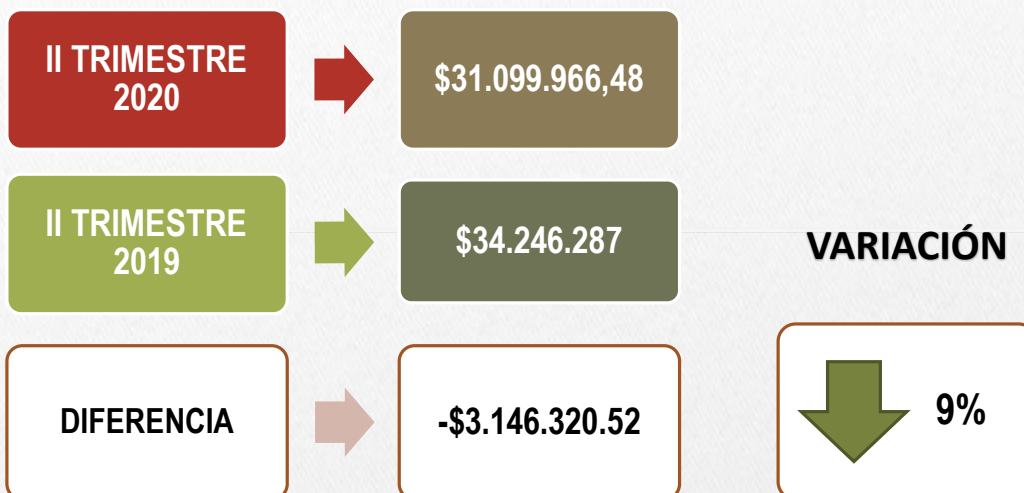 II TRIMESTRE
2020
$31.099.966,48
II TRIMESTRE
2019
$34.246.287
VARIACIÓN
DIFERENCIA
-$3.146.320.52
9%